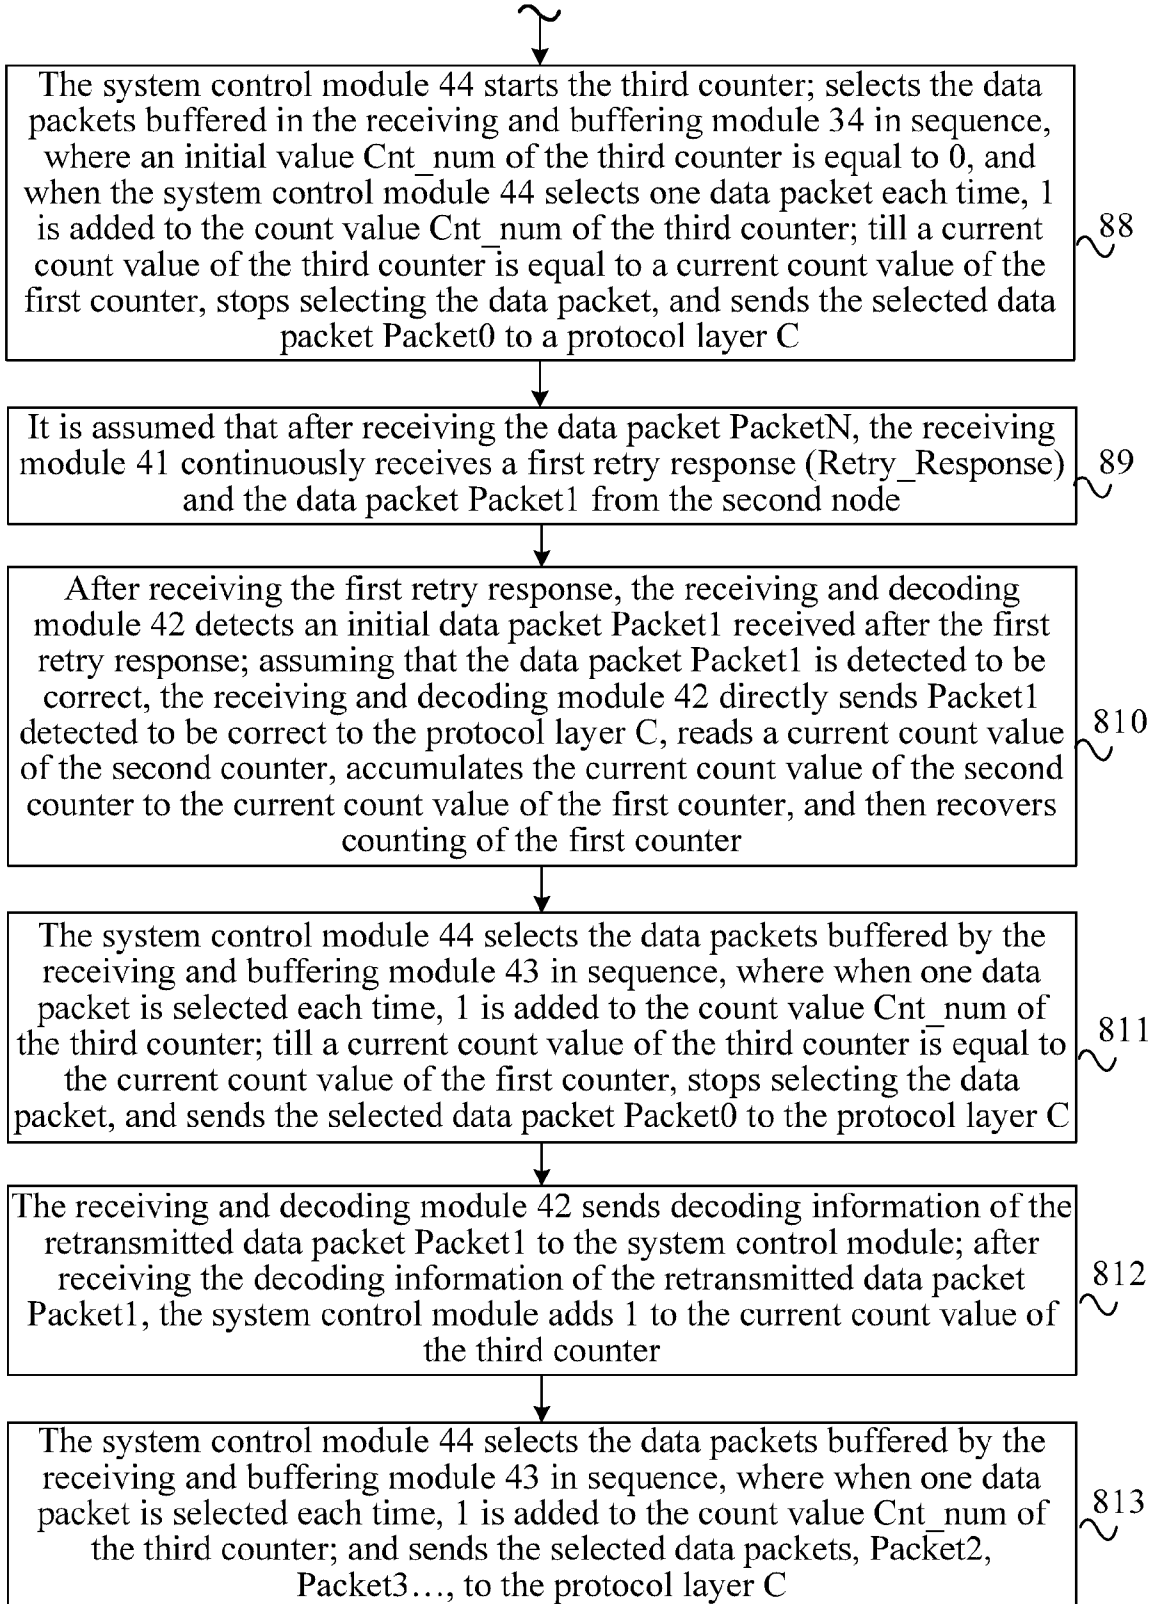 The system control module 44 starts the third counter; selects the data
packets buffered in the receiving and buffering module 34 in sequence,
where an initial value Cnt_num of the third counter is equal to 0, and
when the system control module 44 selects one data packet each time, 1
is added to the count value Cnt_num of the third counter; till a current
count value of the third counter is equal to a current count value of the
first counter, stops selecting the data packet, and sends the selected data
packet Packet0 to a protocol layer C
88
It is assumed that after receiving the data packet PacketN, the receiving
module 41 continuously receives a first retry response (Retry_Response)
and the data packet Packet1 from the second node
89
After receiving the first retry response, the receiving and decoding
module 42 detects an initial data packet Packet1 received after the first
retry response; assuming that the data packet Packet1 is detected to be
correct, the receiving and decoding module 42 directly sends Packet1
detected to be correct to the protocol layer C, reads a current count value
of the second counter, accumulates the current count value of the second
counter to the current count value of the first counter, and then recovers
counting of the first counter
810
The system control module 44 selects the data packets buffered by the
receiving and buffering module 43 in sequence, where when one data
packet is selected each time, 1 is added to the count value Cnt_num of
the third counter; till a current count value of the third counter is equal to
the current count value of the first counter, stops selecting the data
packet, and sends the selected data packet Packet0 to the protocol layer C
811
The receiving and decoding module 42 sends decoding information of the
retransmitted data packet Packet1 to the system control module; after
receiving the decoding information of the retransmitted data packet
Packet1, the system control module adds 1 to the current count value of
the third counter
812
The system control module 44 selects the data packets buffered by the
receiving and buffering module 43 in sequence, where when one data
packet is selected each time, 1 is added to the count value Cnt_num of
the third counter; and sends the selected data packets, Packet2,
Packet3…, to the protocol layer C
813